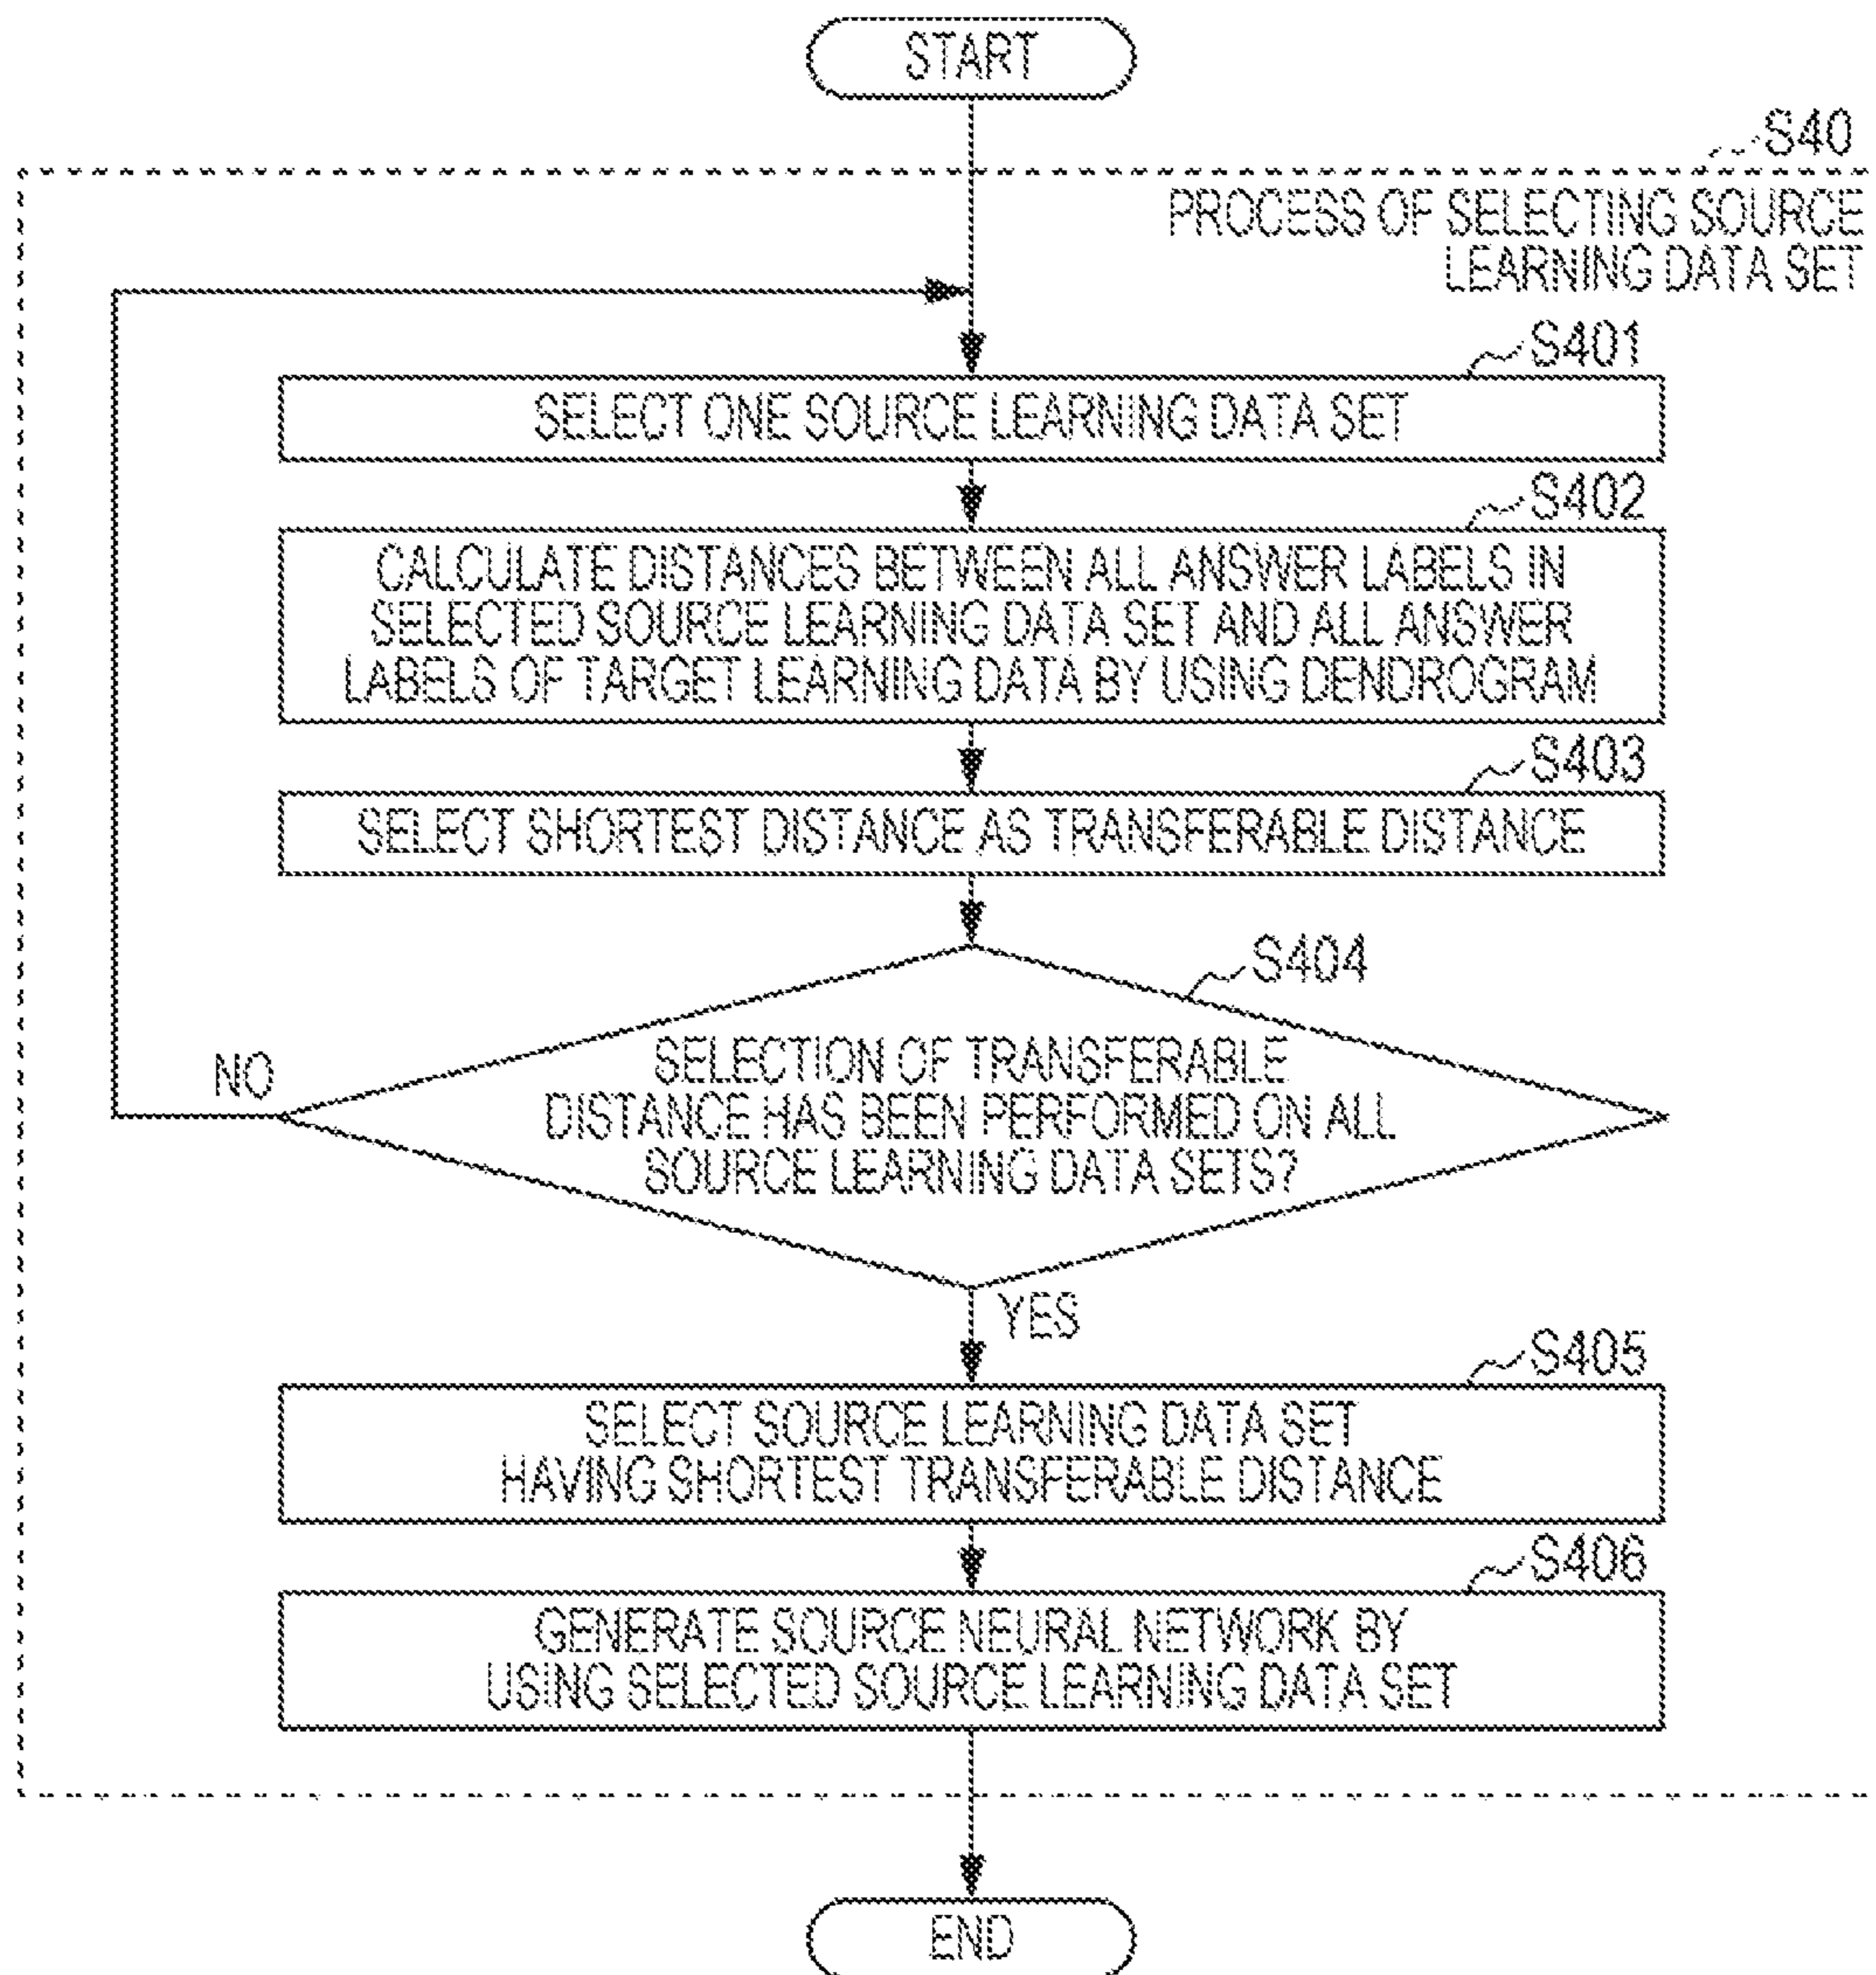 START
S40
PROCESS OF SELECTING SOURCE
LEARNING DATA SET
S401
SELECT ONE SOURCE LEARNING DATA SET
S402
CALCULATE DISTANCES BETWEEN ALL ANSWER LABELS IN
SELECTED SOURCE LEARNING DATA SET AND ALL ANSWER
LABELS OF TARGET LEARNING DATA BY USING DENDROGRAM
S403
SELECT SHORTEST DISTANCE AS TRANSFERABLE DISTANCE
S404
SELECTION OF TRANSFERABLE
DISTANCE HAS BEEN PERFORMED ON ALL
SOURCE LEARNING DATA SETS?
NO
YES
S405
SELECT SOURCE LEARNING DATA SET
HAVING SHORTEST TRANSFERABLE DISTANCE
S406
GENERATE SOURCE NEURAL NETWORK BY
USING SELECTED SOURCE LEARNING DATA SET
END